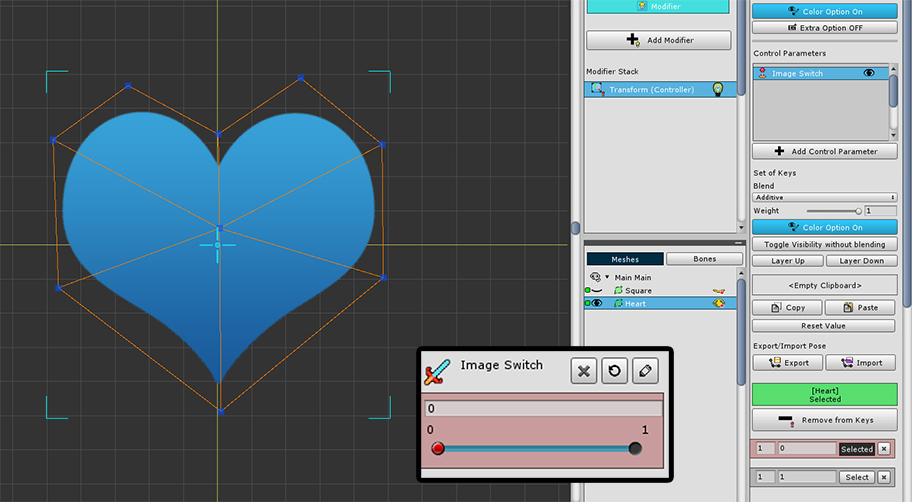 Modifier
Add Modifier
Modifier Stack
Transform (Controller)
Meshes
Bones
Main Main
Square
Heart
Image Switch
0
0
1
Color Option On
Extra Option OFF
Control Parameters
Image Switch
Add Control Parameter
Set of Keys
Blend
Additive
Weight
1
Color Option On
Toggle Visibility without blending
Layer Up
Layer Down
<Empty Clipboard>
Copy
Paste
Reset Value
Export/Import Pose
Export
Import
[Heart]
Selected
Remove from Keys
1 0 Selected
1 1 Select